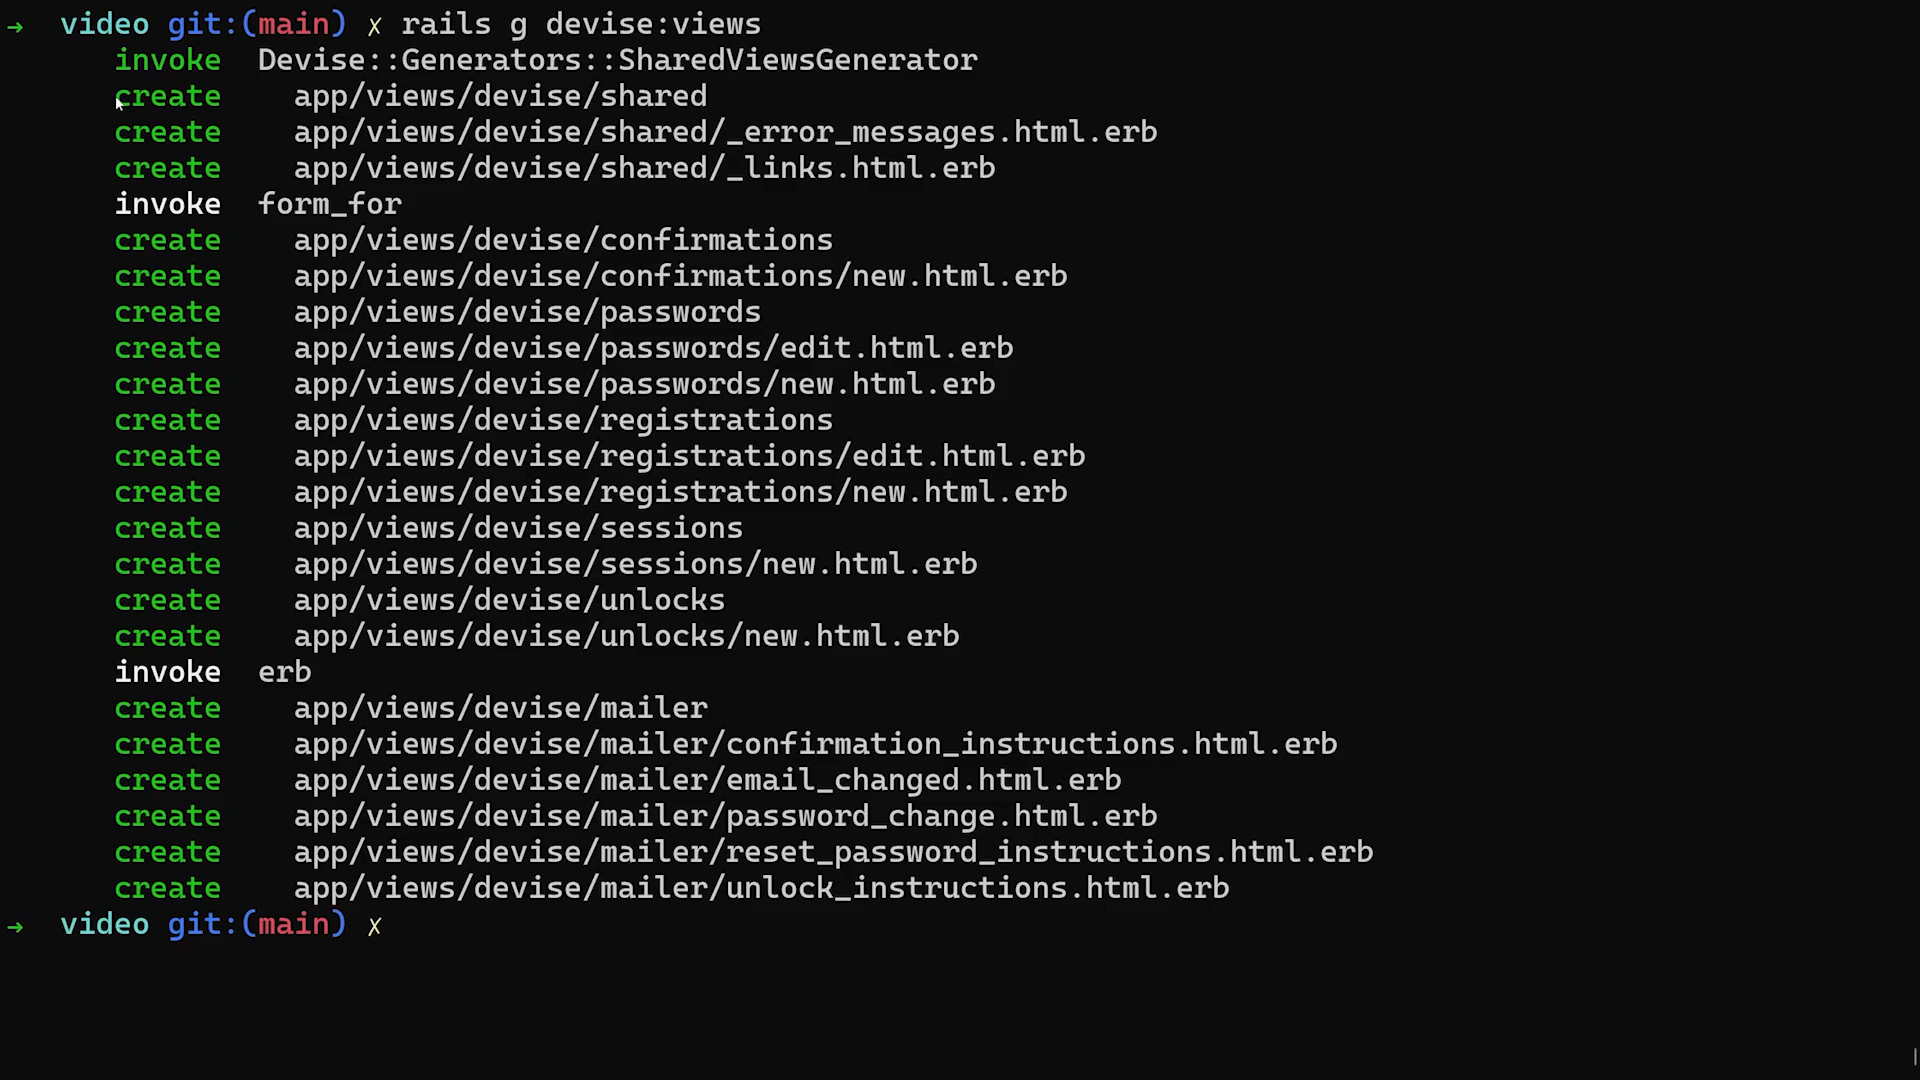 → video git:(main) ✗ rails g devise:views
invoke Devise::Generators::SharedViewsGenerator
create app/views/devise/shared
create app/views/devise/shared/_error_messages.html.erb
create app/views/devise/shared/_links.html.erb
invoke form_for
create app/views/devise/confirmations
create app/views/devise/confirmations/new.html.erb
create app/views/devise/passwords
create app/views/devise/passwords/edit.html.erb
create app/views/devise/passwords/new.html.erb
create app/views/devise/registrations
create app/views/devise/registrations/edit.html.erb
create app/views/devise/registrations/new.html.erb
create app/views/devise/sessions
create app/views/devise/sessions/new.html.erb
create app/views/devise/unlocks
create app/views/devise/unlocks/new.html.erb
invoke erb
create app/views/devise/mailer
create app/views/devise/mailer/confirmation_instructions.html.erb
create app/views/devise/mailer/email_changed.html.erb
create app/views/devise/mailer/password_change.html.erb
create app/views/devise/mailer/reset_password_instructions.html.erb
create app/views/devise/mailer/unlock_instructions.html.erb
→ video git:(main) ✗